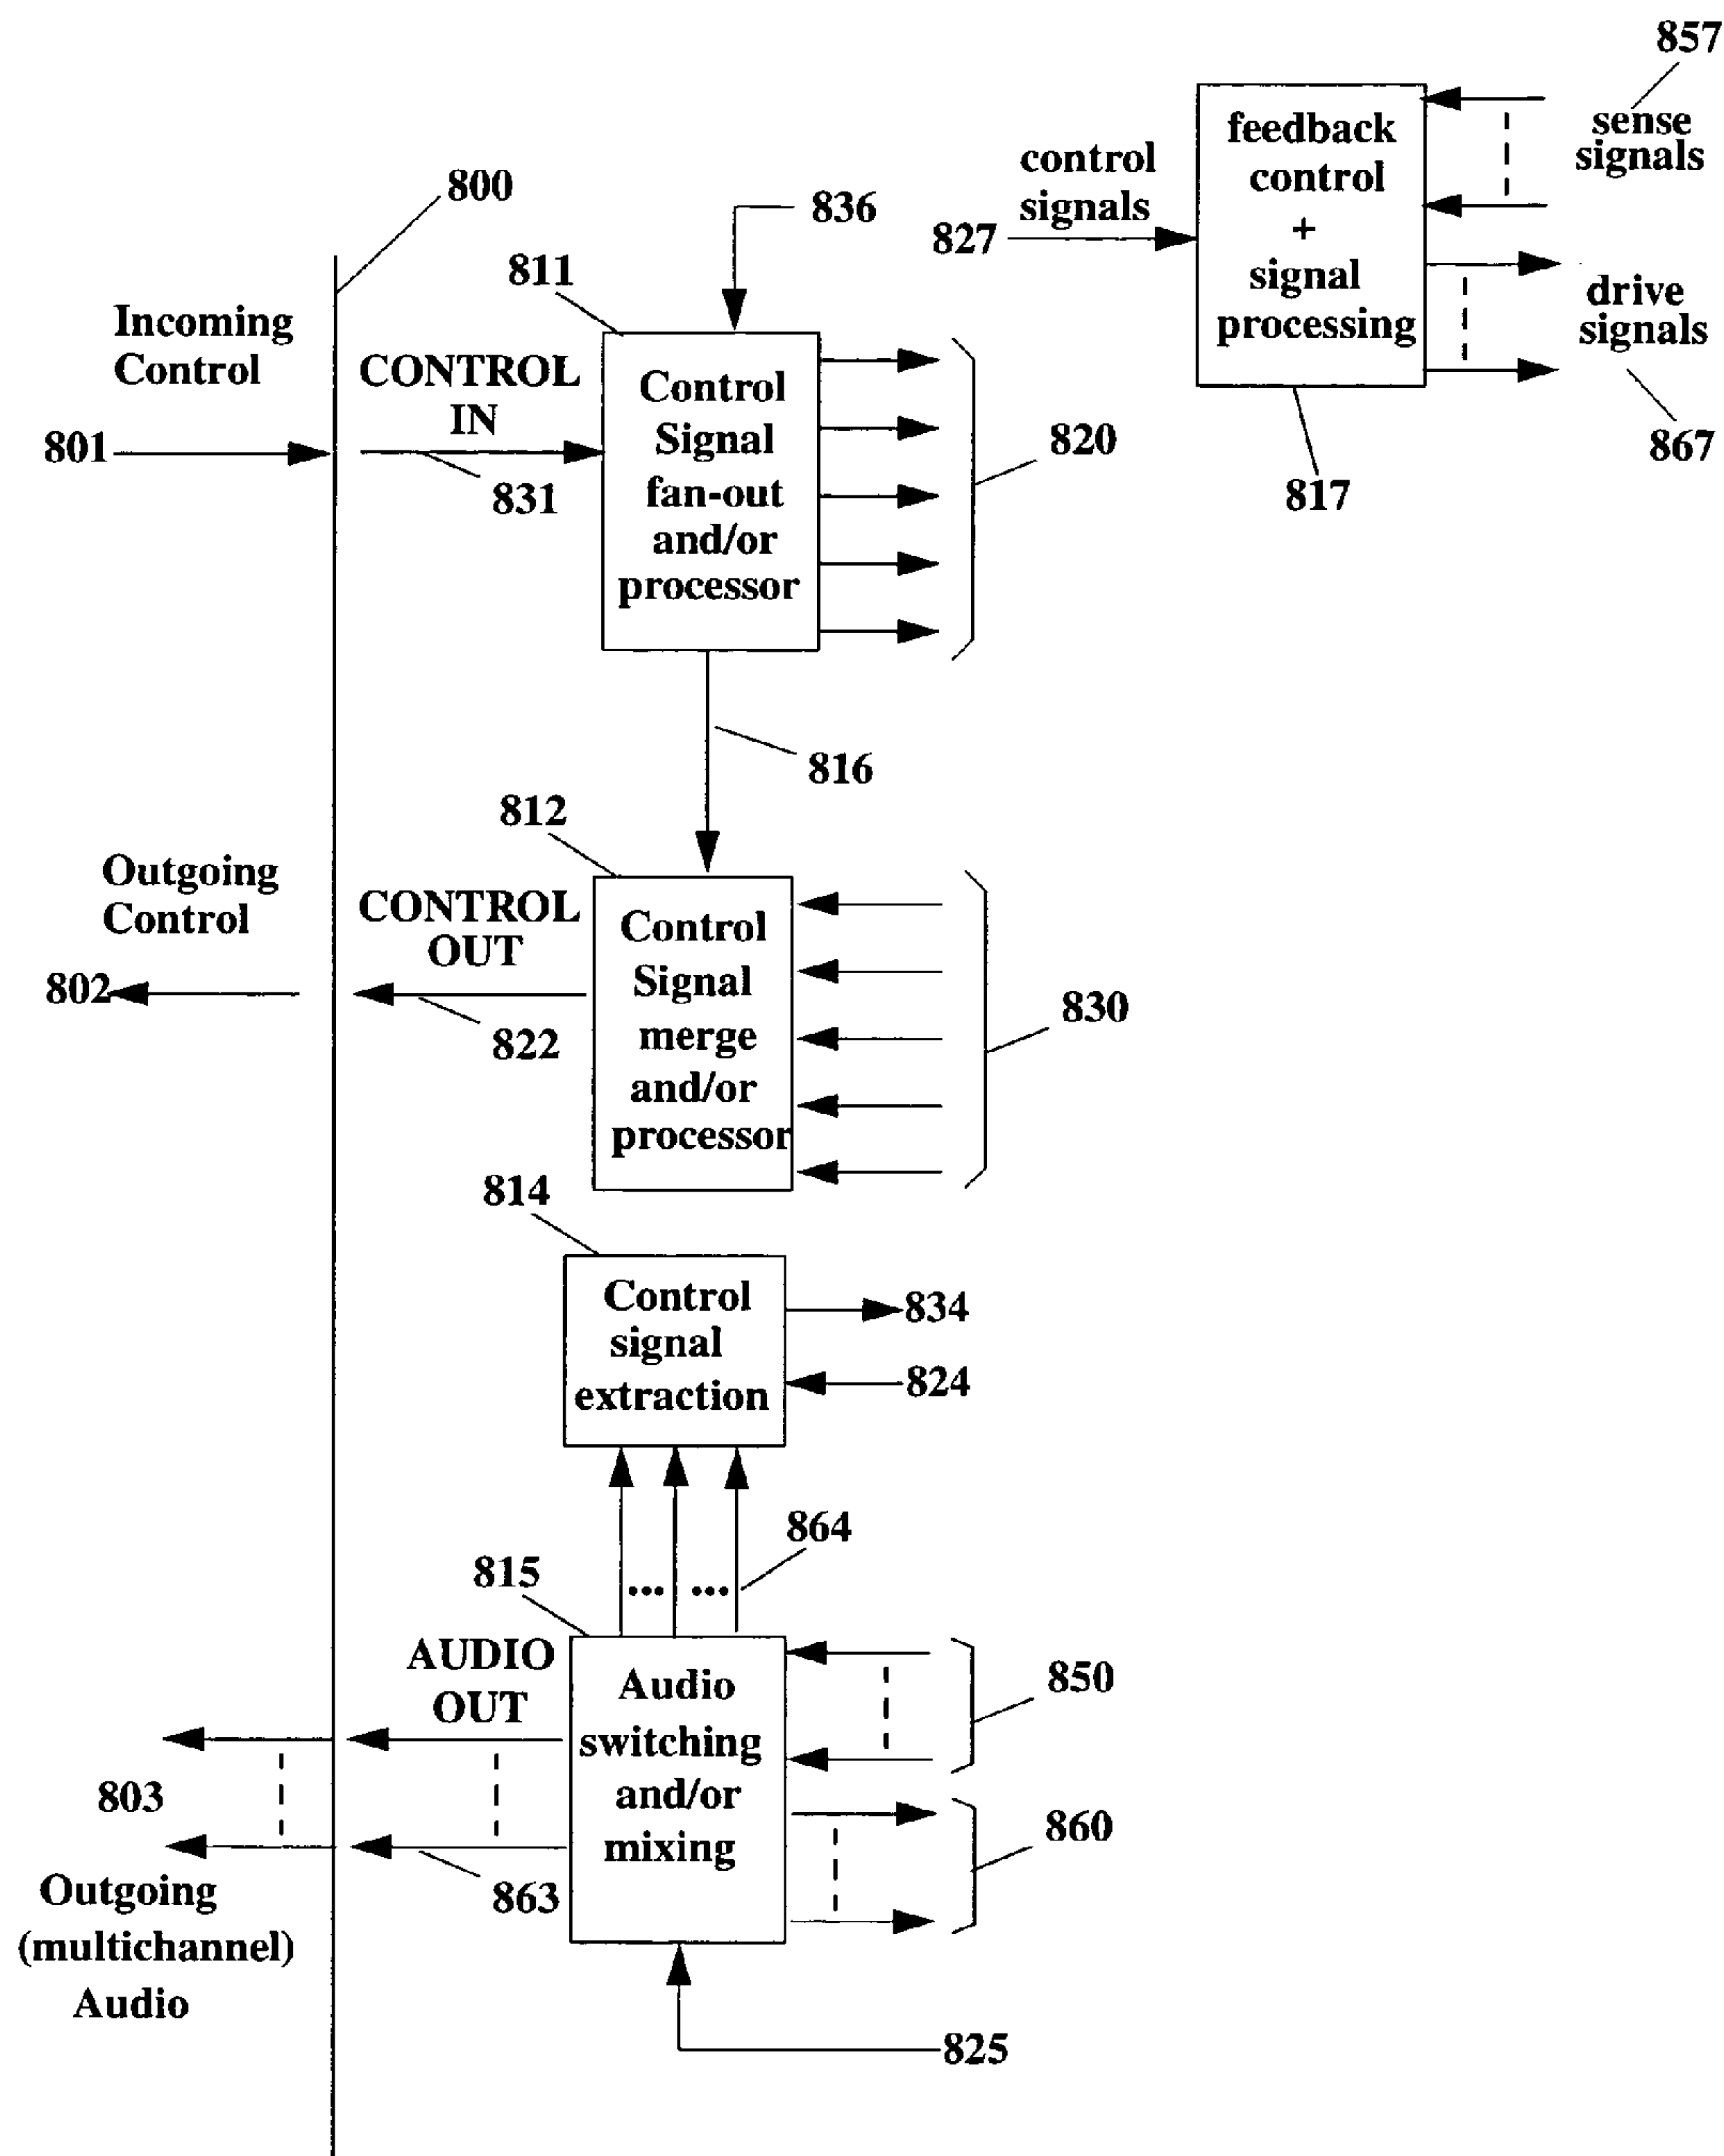 857
sense
signals
feedback
control
+
signal
processing
control
signals
827
drive
signals
867
817
800
836
811
Incoming
Control
CONTROL
IN
801
831
Control
Signal
fan-out
and/or
processor
820
816
812
Outgoing
Control
CONTROL
OUT
802
822
Control
Signal
merge
and/or
processor
830
814
Control
signal
extraction
834
824
864
815
... ...
AUDIO
OUT
Audio
switching
and/or
mixing
850
860
803
863
Outgoing
(multichannel)
Audio
825